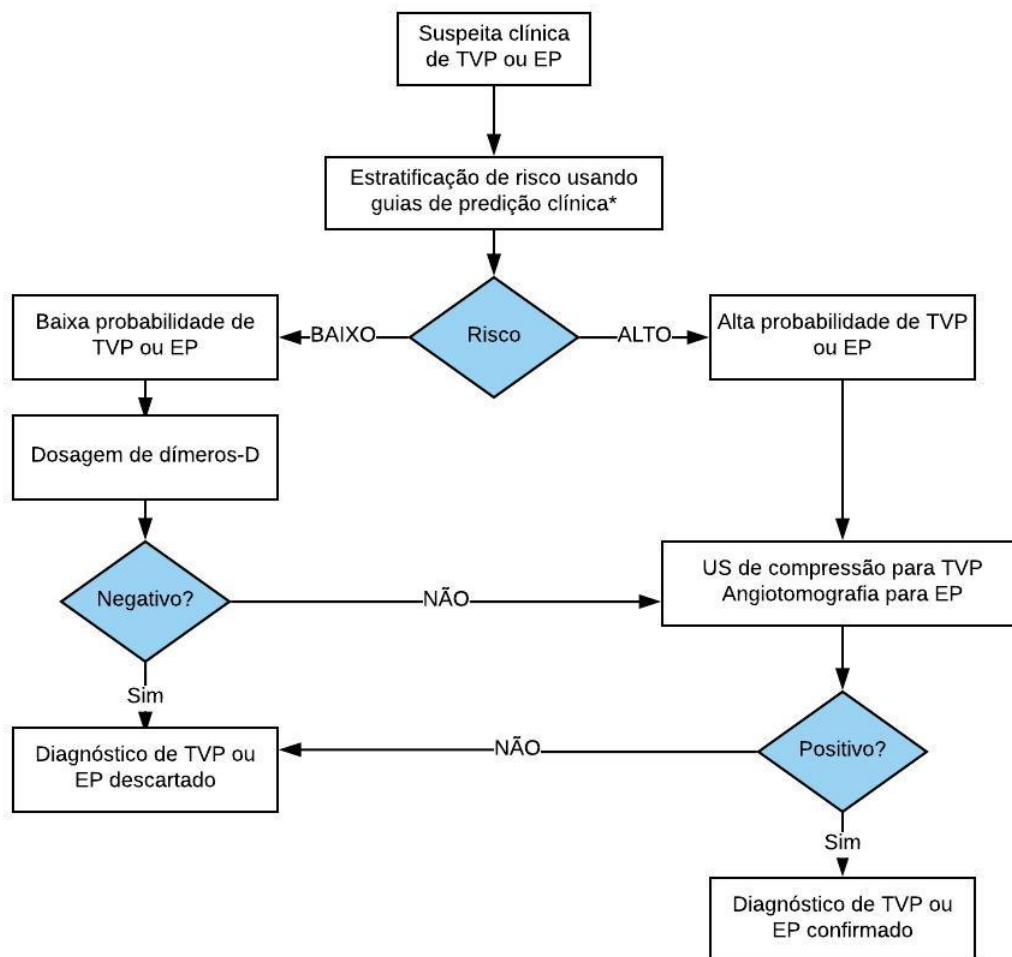 Suspeita clínica
de TVP ou EP
Estratificação de risco usando
guias de predição clínica*
Baixa probabilidade de
TVP ou EP
BAIXO
Risco
ALTO
Alta probabilidade de TVP
ou EP
Dosagem de dímeros-D
Negativo?
NÃO
US de compressão para TVP
Angiotomografia para EP
Sim
Diagnóstico de TVP ou
EP descartado
NÃO
Positivo?
Sim
Diagnóstico de TVP ou
EP confirmado